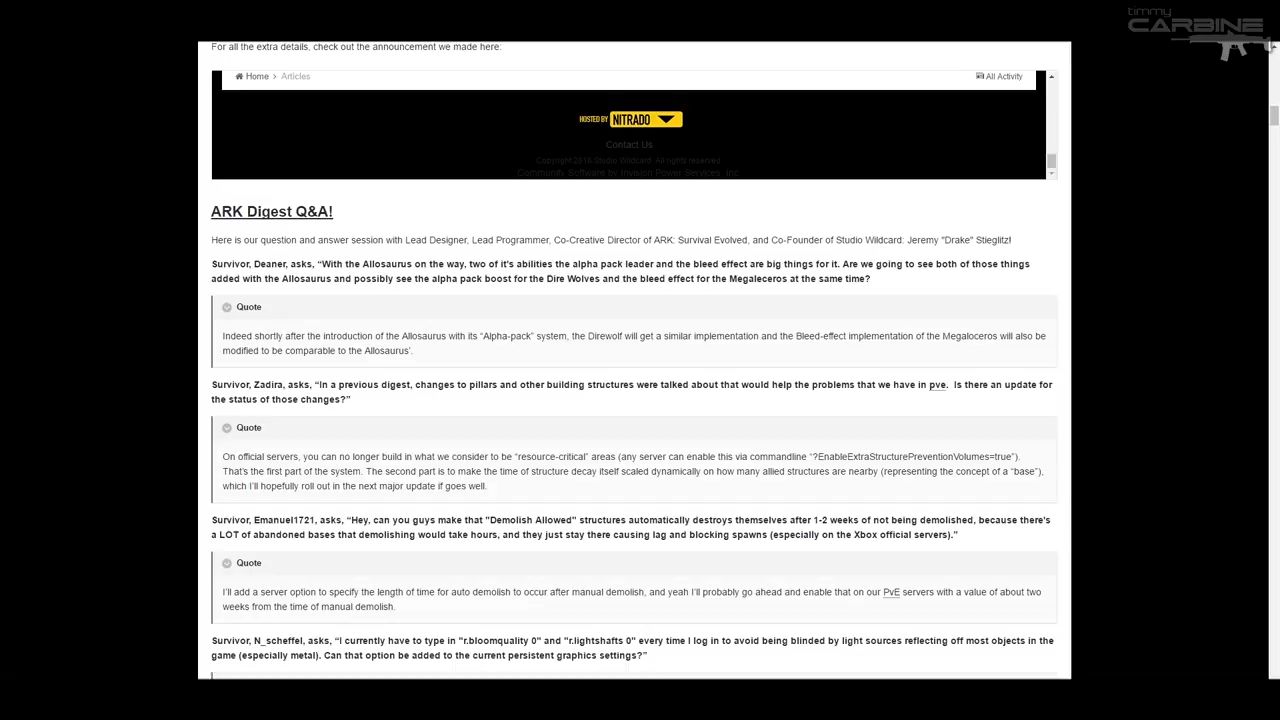 timmy
CARBINE
For all the extra details, check out the announcement we made here:
Home > Articles
All Activity
HOSTED BY NITRADO
Contact Us
Copyright 2016 Studio Wildcard. All rights reserved
Community Software by Invision Power Services, Inc.
ARK Digest Q&A!
Here is our question and answer session with Lead Designer, Lead Programmer, Co-Creative Director of ARK: Survival Evolved, and Co-Founder of Studio Wildcard: Jeremy "Drake" Stieglitz!
Survivor, Deaner, asks, “With the Allosaurus on the way, two of it's abilities the alpha pack leader and the bleed effect are big things for it. Are we going to see both of those things
added with the Allosaurus and possibly see the alpha pack boost for the Dire Wolves and the bleed effect for the Megaleceros at the same time?
Quote
Indeed shortly after the introduction of the Allosaurus with its “Alpha-pack” system, the Direwolf will get a similar implementation and the Bleed-effect implementation of the Megaloceros will also be
modified to be comparable to the Allosaurus’.
Survivor, Zadira, asks, “In a previous digest, changes to pillars and other building structures were talked about that would help the problems that we have in pve.  Is there an update for
the status of those changes?”
Quote
On official servers, you can no longer build in what we consider to be “resource-critical” areas (any server can enable this via commandline “?EnableExtraStructurePreventionVolumes=true”).
That’s the first part of the system. The second part is to make the time of structure decay itself scaled dynamically on how many allied structures are nearby (representing the concept of a “base”),
which I’ll hopefully roll out in the next major update if goes well.
Survivor, Emanuel1721, asks, “Hey, can you guys make that "Demolish Allowed" structures automatically destroys themselves after 1-2 weeks of not being demolished, because there's
a LOT of abandoned bases that demolishing would take hours, and they just stay there causing lag and blocking spawns (especially on the Xbox official servers).”
Quote
I’ll add a server option to specify the length of time for auto demolish to occur after manual demolish, and yeah I’ll probably go ahead and enable that on our PvE servers with a value of about two
weeks from the time of manual demolish.
Survivor, N_scheffel, asks, “I currently have to type in "r.bloomquality 0" and "r.lightshafts 0" every time I log in to avoid being blinded by light sources reflecting off most objects in the
game (especially metal). Can that option be added to the current persistent graphics settings?”